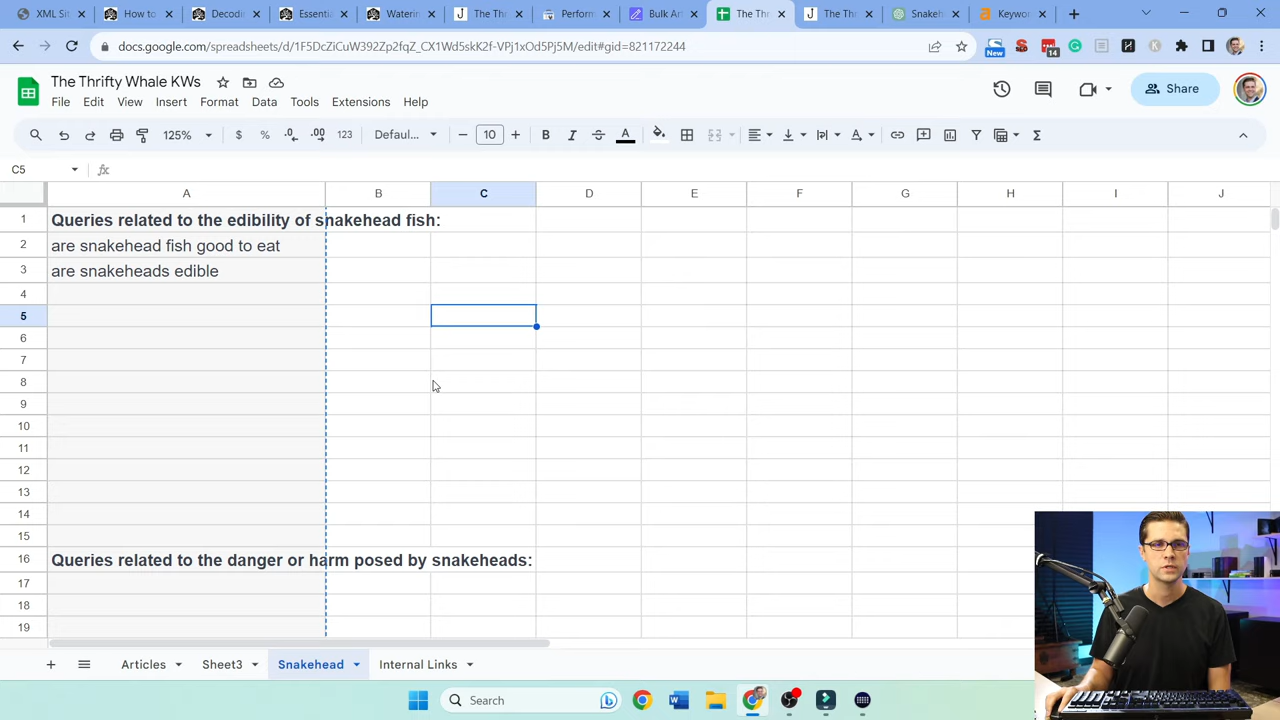 XML Sit
How to
Decodi
Essenti
Waterin
The Th
Perform
Bulk Ar
The Thr
The Thr
Snakeh
Keywor
docs.google.com/spreadsheets/d/1F5DcZiCuW392Zp2fqZ_CX1Wd5skK2f-VPj1xOd5Pj5M/edit#gid=821172244
New
14
The Thrifty Whale KWs
File Edit View Insert Format Data Tools Extensions Help
Share
125% $ % .0 .00 123 Defaul... 10 B I A
C5
A B C D E F G H I J
1 Queries related to the edibility of snakehead fish:
2 are snakehead fish good to eat
3 are snakeheads edible
4
5
6
7
8
9
10
11
12
13
14
15
16 Queries related to the danger or harm posed by snakeheads:
17
18
19
Articles Sheet3 Snakehead Internal Links